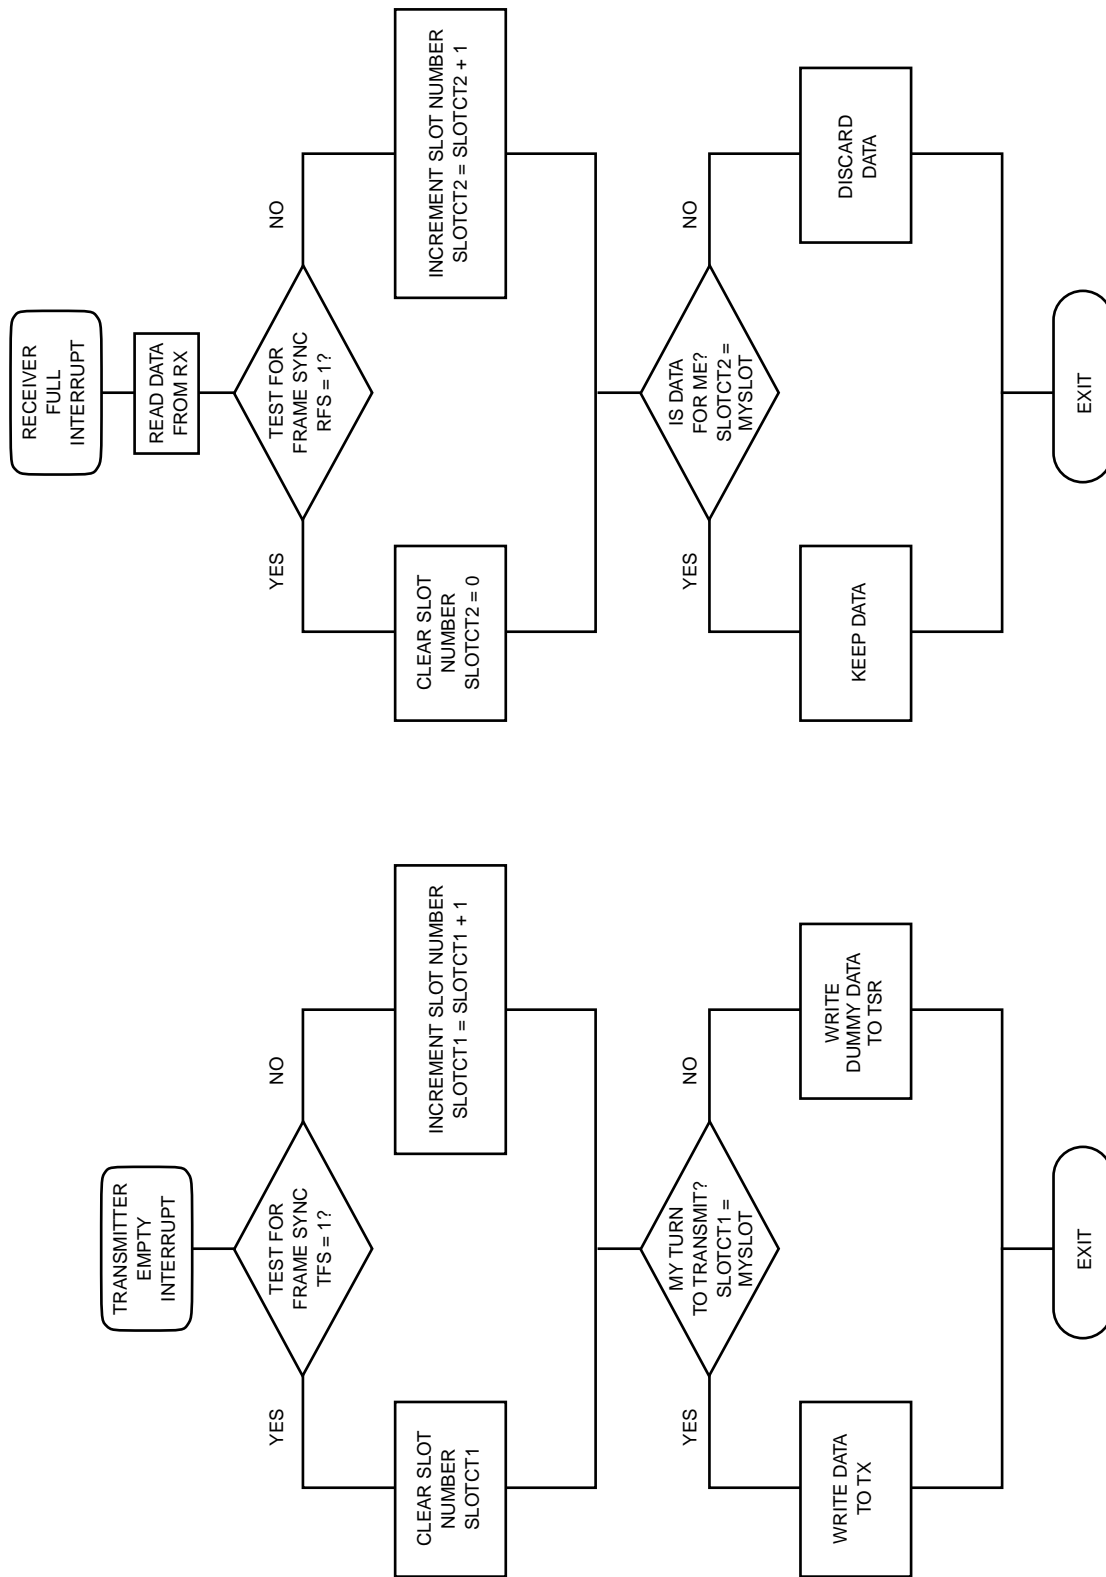 TRANSMITTER
EMPTY
INTERRUPT
TEST FOR
FRAME SYNC
TFS = 1?
YES
NO
CLEAR SLOT
NUMBER
SLOTCT1
INCREMENT SLOT NUMBER
SLOTCT1 = SLOTCT1 + 1
MY TURN
TO TRANSMIT?
SLOTCT1 =
MYSLOT
YES
NO
WRITE DATA
TO TX
WRITE
DUMMY DATA
TO TSR
EXIT
RECEIVER
FULL
INTERRUPT
READ DATA
FROM RX
TEST FOR
FRAME SYNC
RFS = 1?
YES
NO
CLEAR SLOT
NUMBER
SLOTCT2 = 0
INCREMENT SLOT NUMBER
SLOTCT2 = SLOTCT2 + 1
IS DATA
FOR ME?
SLOTCT2 =
MYSLOT
YES
NO
KEEP DATA
DISCARD
DATA
EXIT